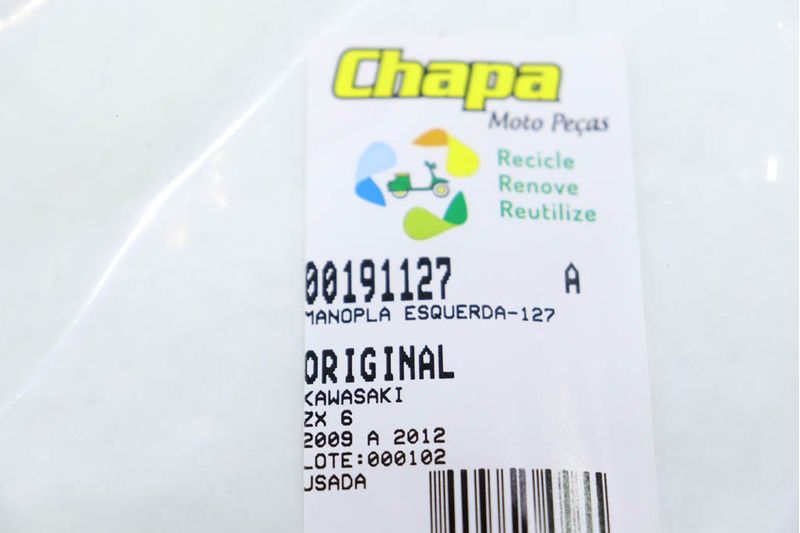 Chapa
Moto Peças
Recicle
Renove
Reutilize
00191127 A
MANOPLA ESQUERDA-127
ORIGINAL
KAWASAKI
ZX 6
2009 A 2012
LOTE:000102
USADA